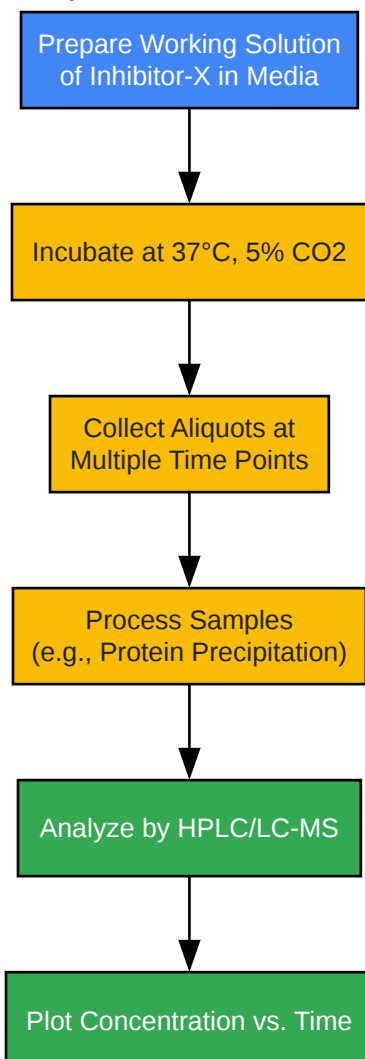 Prepare Working Solution
of Inhibitor-X in Media
Incubate at 37°C, 5% CO2
Collect Aliquots at
Multiple Time Points
Process Samples
(e.g., Protein Precipitation)
Analyze by HPLC/LC-MS
Plot Concentration vs. Time